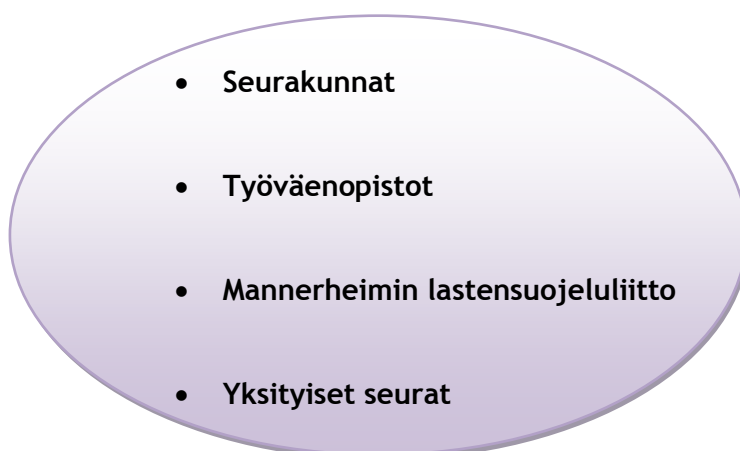 • Seurakunnat
• Työväenopistot
• Mannerheimin lastensuojeluliitto
• Yksityiset seurat